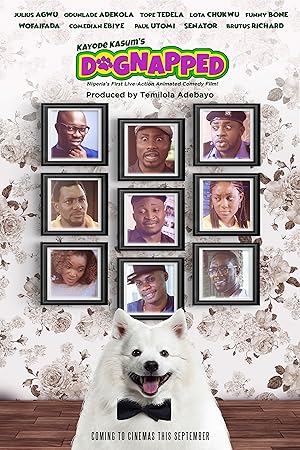 JULIUS AGWU ODUNLADE ADEKOLA TOPE TEDELA LOTA CHUKWU FUNNY BONE
WOFAIFADA COMEDIAN EBIYE PAUL UTOMI SENATOR BRUTUS RICHARD
KAYODE KASUM'S
DOGNAPPED
Nigeria's First Live-Action Animated Comedy Film!
Produced by Temilola Adebayo
COMING TO CINEMAS THIS SEPTEMBER